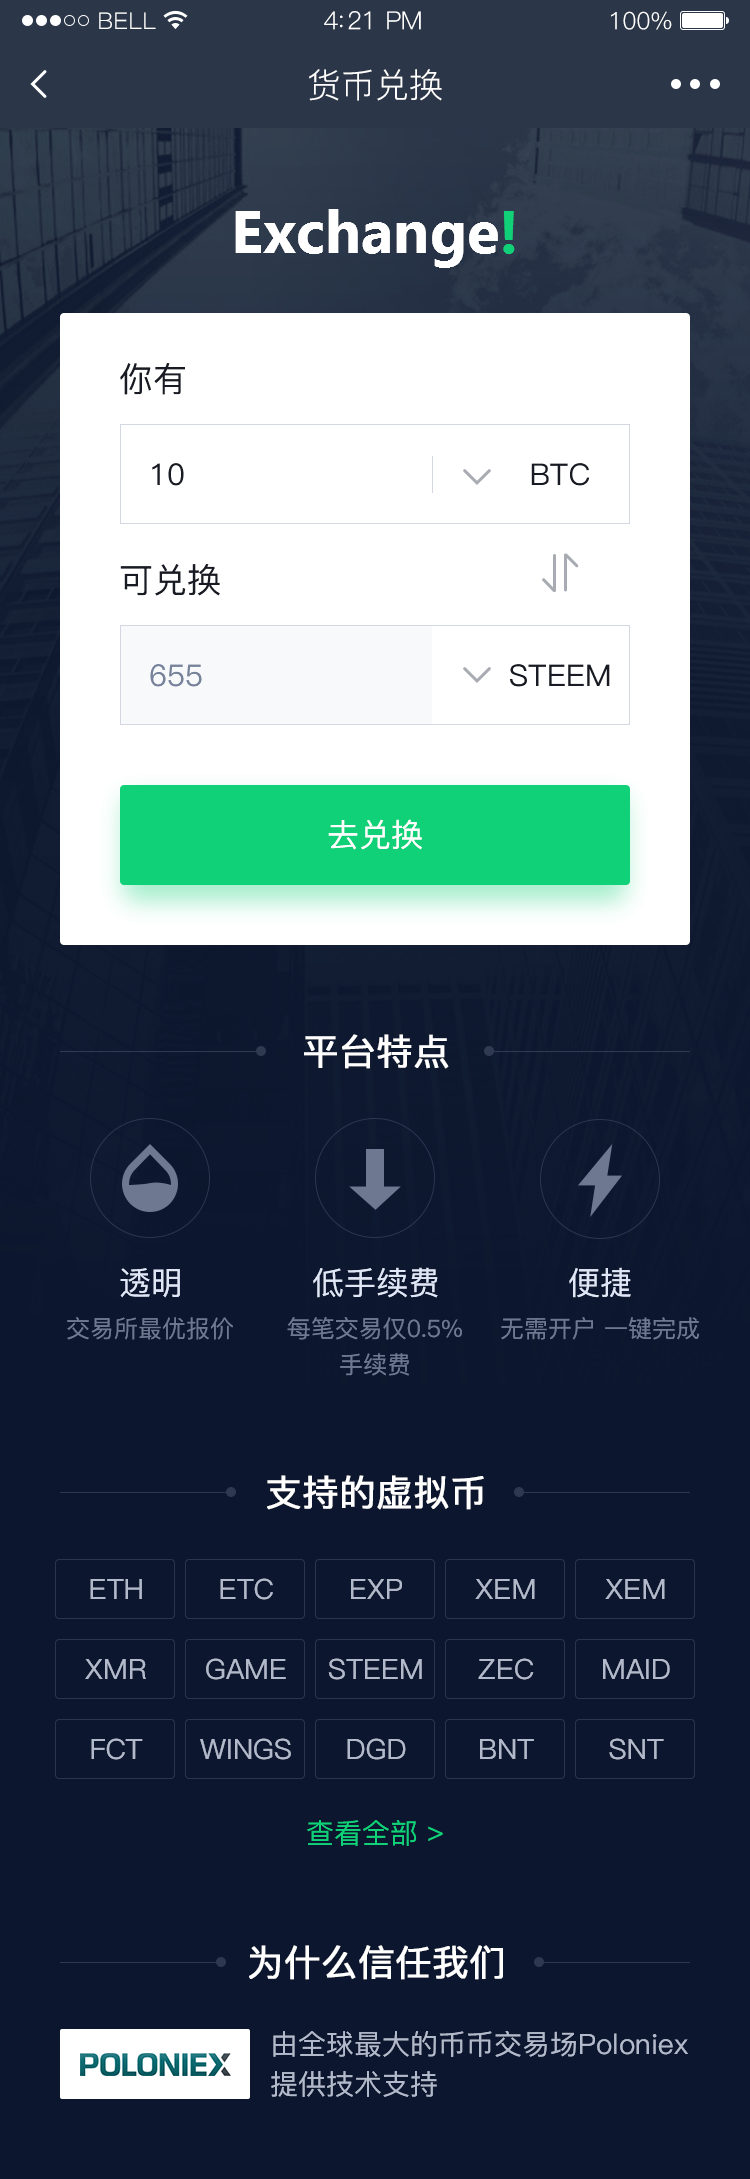 BELL 4:21 PM 100%
货币兑换
Exchange!
你有
10 BTC
可兑换
655 STEEM
去兑换
平台特点
透明 低手续费 便捷
交易所最优报价 每笔交易仅0.5% 无需开户 一键完成
手续费
支持的虚拟币
ETH ETC EXP XEM XEM
XMR GAME STEEM ZEC MAID
FCT WINGS DGD BNT SNT
查看全部 >
为什么信任我们
POLONIEX 由全球最大的币币交易场Poloniex
提供技术支持